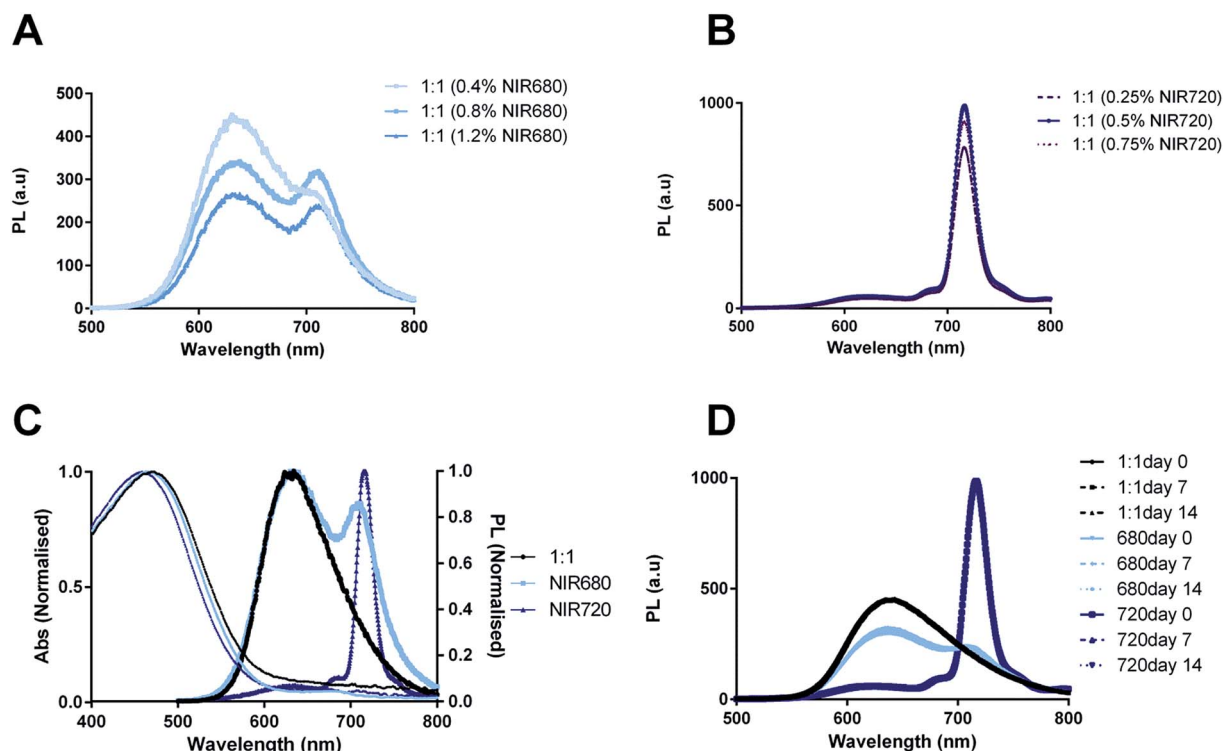 A
B
500
400
300
200
100
0
PL (a.u)
500
600
700
800
Wavelength (nm)
1:1 (0.4% NIR680)
1:1 (0.8% NIR680)
1:1 (1.2% NIR680)
1000
500
0
PL (a.u)
500
600
700
800
Wavelength (nm)
1:1 (0.25% NIR720)
1:1 (0.5% NIR720)
1:1 (0.75% NIR720)
C
D
1.0
0.5
0.0
Abs (Normalised)
400
500
600
700
800
Wavelength (nm)
1.0
0.8
0.6
0.4
0.2
0.0
PL (Normalised)
1:1
NIR680
NIR720
1000
500
0
PL (a.u)
500
600
700
800
Wavelength (nm)
1:1day 0
1:1day 7
1:1day 14
680day 0
680day 7
680day 14
720day 0
720day 7
720day 14